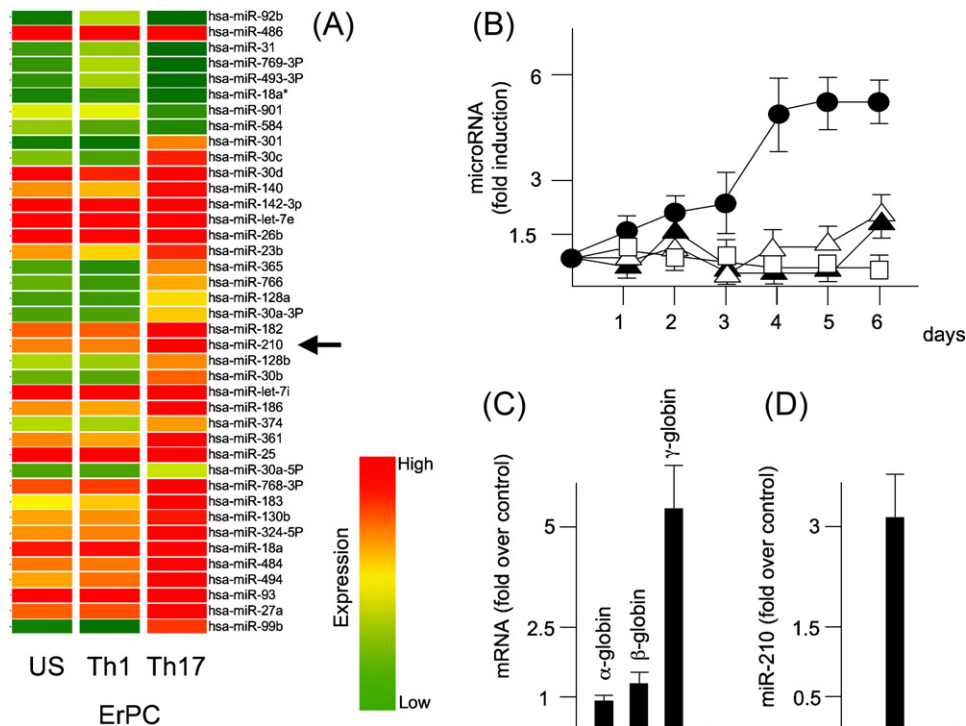 (A)
hsa-miR-92b
hsa-miR-486
hsa-miR-31
hsa-miR-769-3P
hsa-miR-493-3P
hsa-miR-18a*
hsa-miR-901
hsa-miR-584
hsa-miR-301
hsa-miR-30c
hsa-miR-30d
hsa-miR-140
hsa-miR-142-3p
hsa-miR-let-7e
hsa-miR-26b
hsa-miR-23b
hsa-miR-365
hsa-miR-766
hsa-miR-128a
hsa-miR-30a-3P
hsa-miR-182
hsa-miR-210
hsa-miR-128b
hsa-miR-30b
hsa-miR-let-7i
hsa-miR-186
hsa-miR-374
hsa-miR-361
hsa-miR-25
hsa-miR-30a-5P
hsa-miR-768-3P
hsa-miR-183
hsa-miR-130b
hsa-miR-324-5P
hsa-miR-18a
hsa-miR-484
hsa-miR-494
hsa-miR-93
hsa-miR-27a
hsa-miR-99b
US Th1 Th17
ErPC
High
Expression
Low
(B)
microRNA
(fold induction)
6
3
1.5
1 2 3 4 5 6
days
(C)
mRNA (fold over control)
5
2.5
1
α-globin
β-globin
γ-globin
(D)
miR-210 (fold over control)
3
1.5
0.5